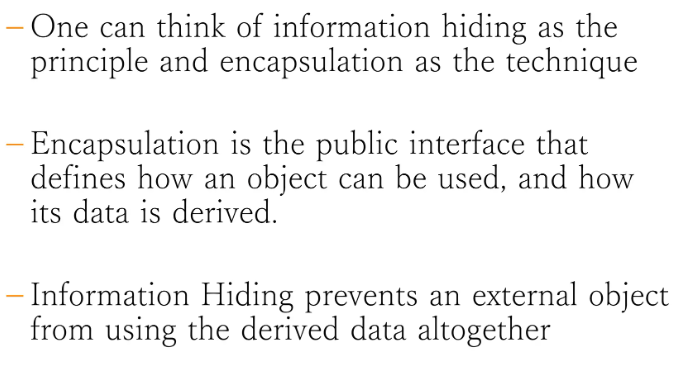 – One can think of information hiding as the
principle and encapsulation as the technique
– Encapsulation is the public interface that
defines how an object can be used, and how
its data is derived.
– Information Hiding prevents an external object
from using the derived data altogether